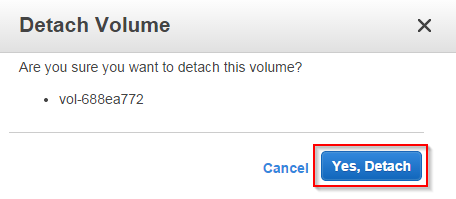 Detach Volume
Are you sure you want to detach this volume?
• vol-688ea772
Cancel
Yes, Detach